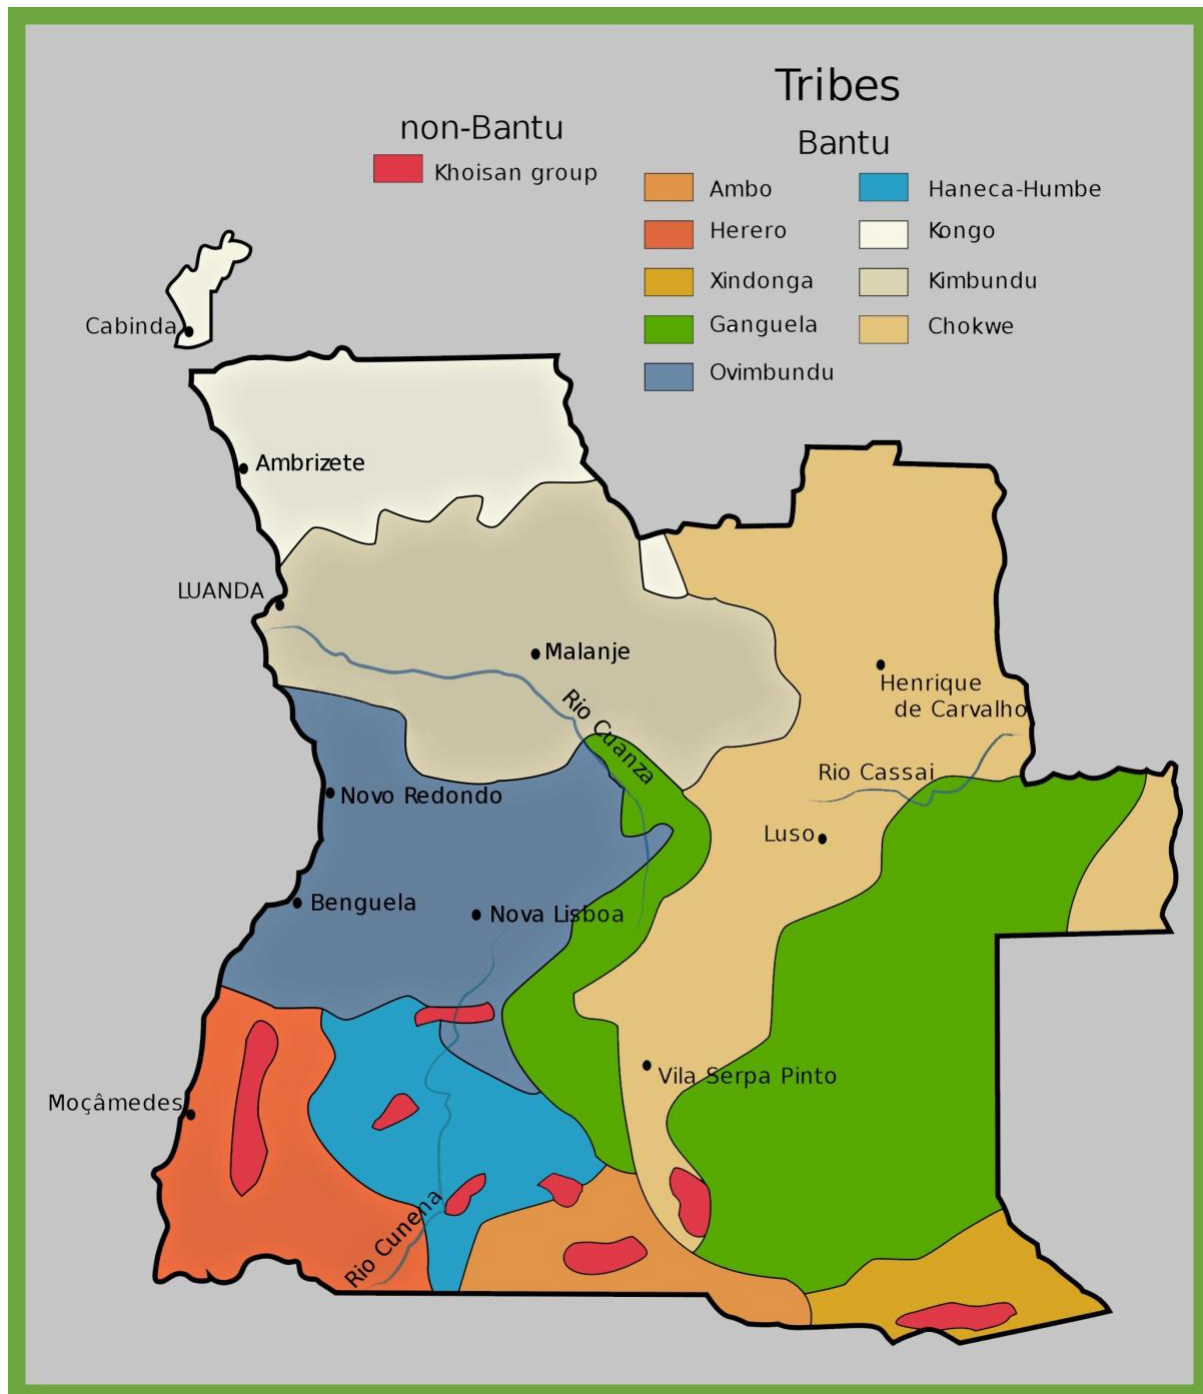 Tribes
non-Bantu
Bantu
Khoisan group
Ambo
Haneca-Humbe
Herero
Kongo
Xindonga
Kimbundu
Ganguela
Chokwe
Ovimbundu
Cabinda
Ambrizete
LUANDA
Malanje
Henrique
de Carvalho
Rio Cuanza
Rio Cassai
Novo Redondo
Luso
Benguela
Nova Lisboa
Vila Serpa Pinto
Moçâmedes
Rio Cunena